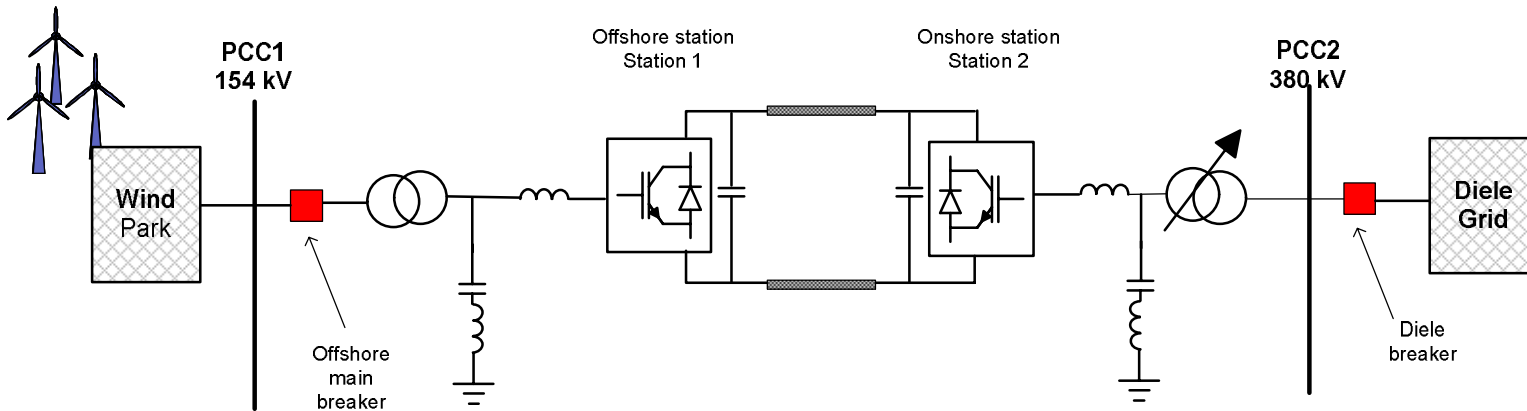 PCC1
154 kV
Offshore station
Station 1
Onshore station
Station 2
PCC2
380 kV
Wind
Park
Diele
Grid
Offshore
main
breaker
Diele
breaker